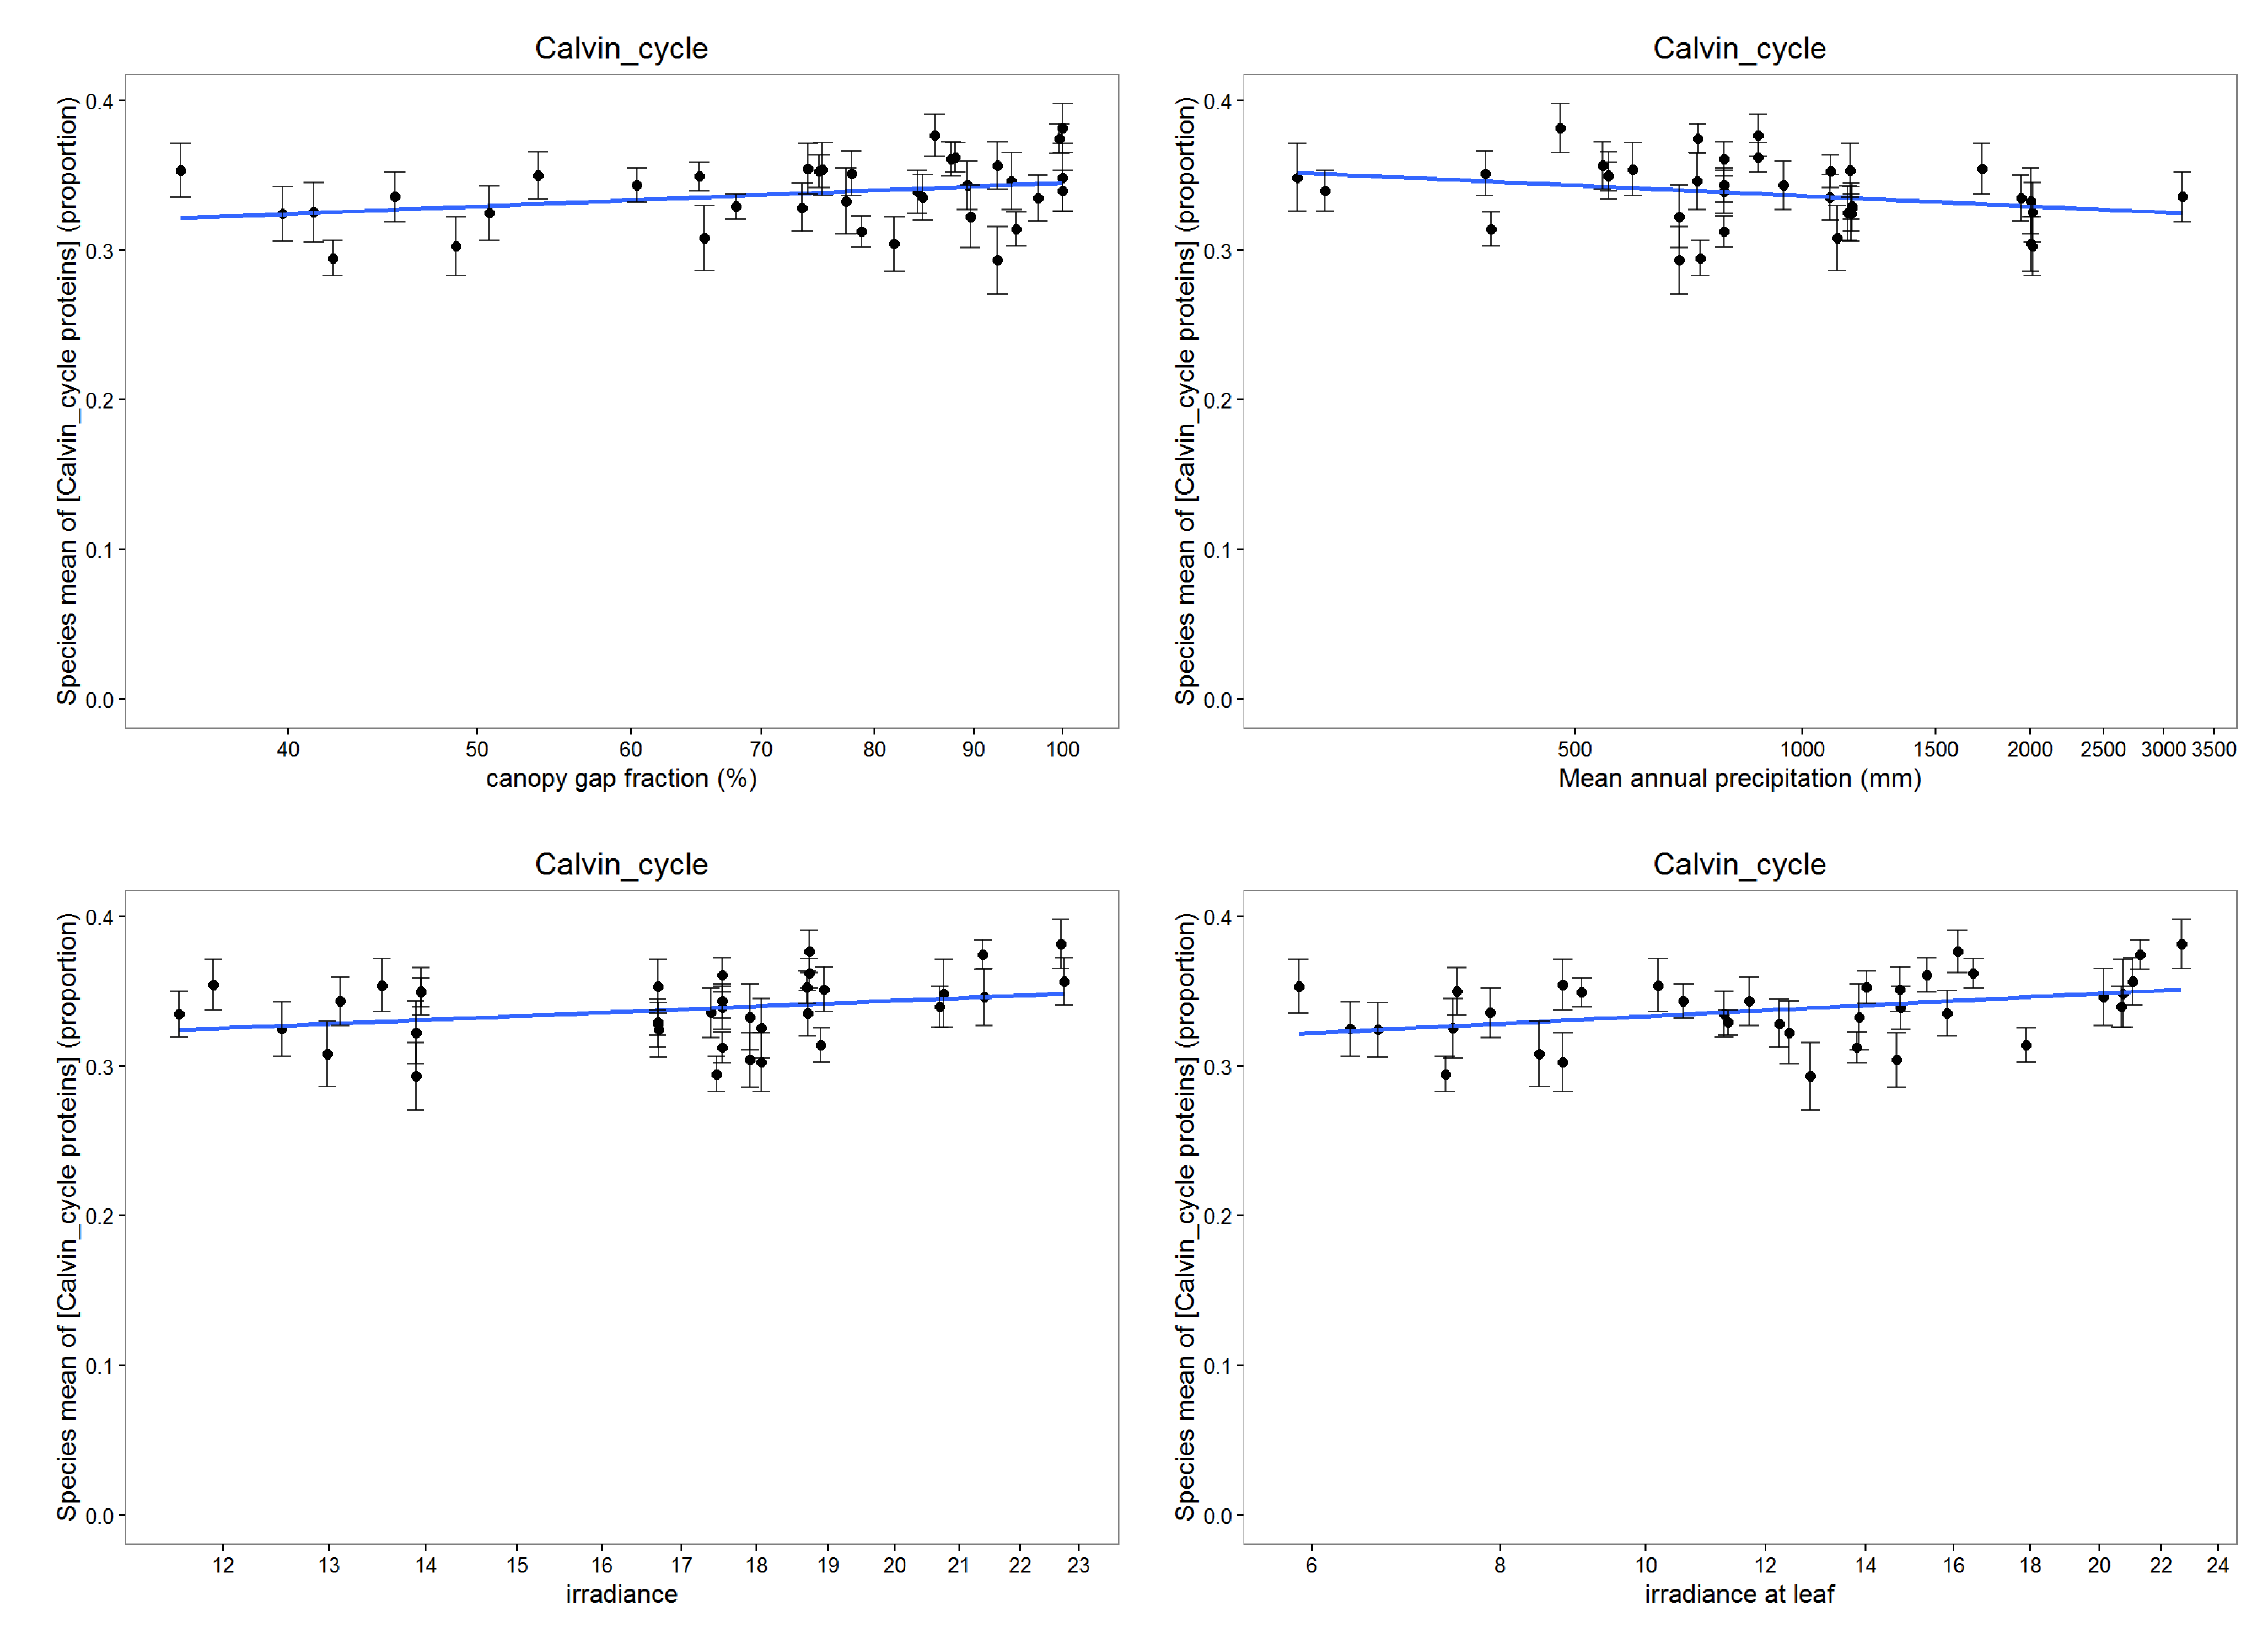 Calvin_cycle
Species mean of [Calvin_cycle proteins] (proportion)
0.4
0.3
0.2
0.1
0.0
40 50 60 70 80 90 100
canopy gap fraction (%)
Calvin_cycle
Species mean of [Calvin_cycle proteins] (proportion)
0.4
0.3
0.2
0.1
0.0
500 1000 1500 2000 2500 3000 3500
Mean annual precipitation (mm)
Calvin_cycle
Species mean of [Calvin_cycle proteins] (proportion)
0.4
0.3
0.2
0.1
0.0
12 13 14 15 16 17 18 19 20 21 22 23
irradiance
Calvin_cycle
Species mean of [Calvin_cycle proteins] (proportion)
0.4
0.3
0.2
0.1
0.0
6 8 10 12 14 16 18 20 22 24
irradiance at leaf